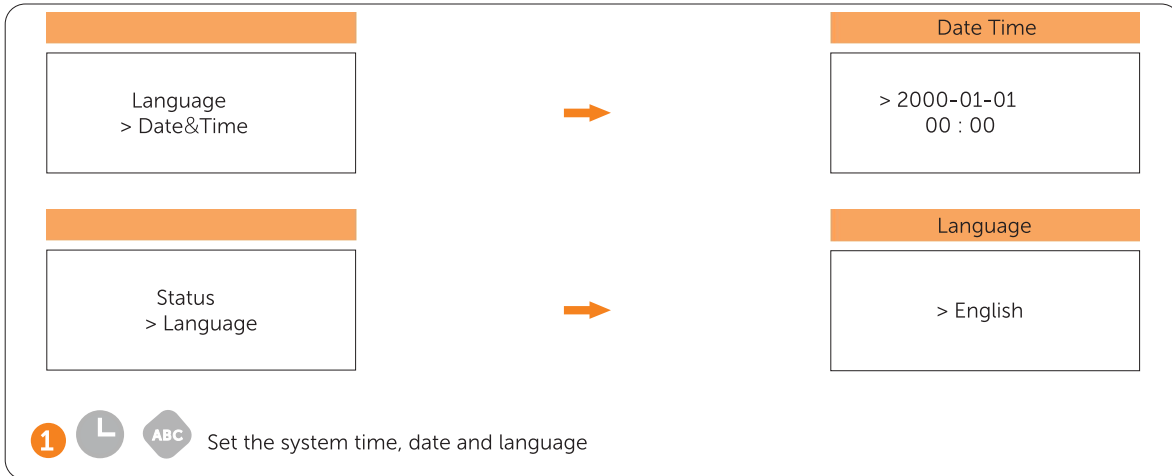 Date Time
Language
> Date&Time
> 2000-01-01
00 : 00
Language
Status
> Language
> English
1 ABC Set the system time, date and language